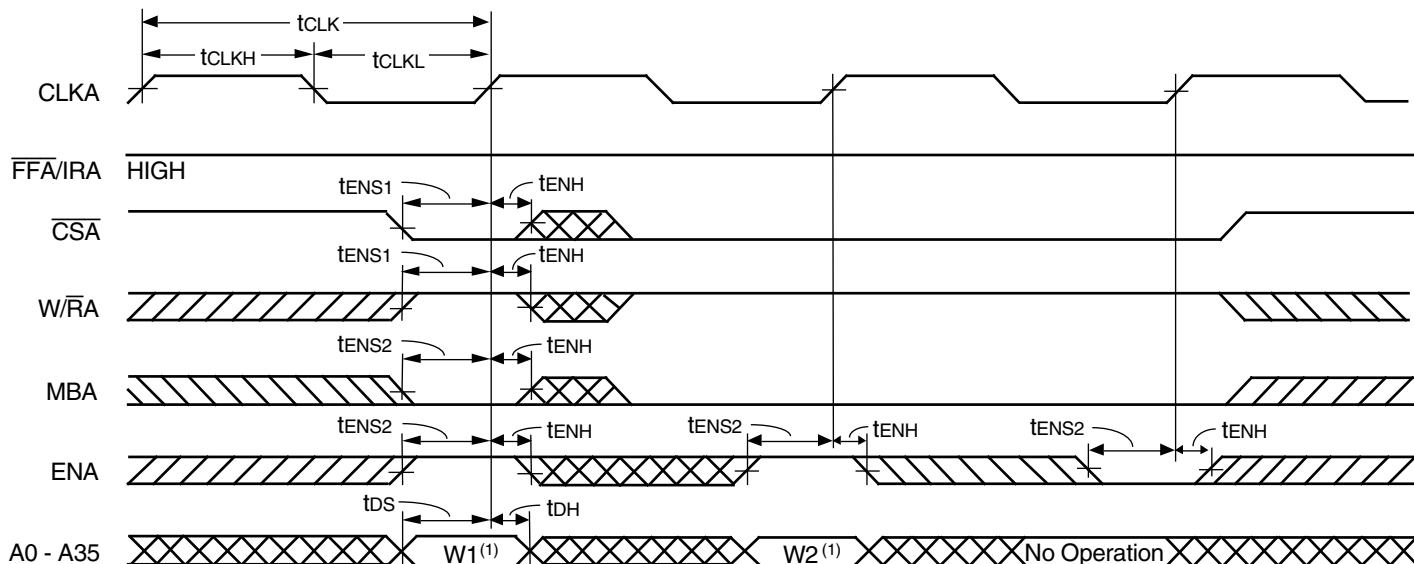 tCLK
tCLKH tCLKL
CLKA
FFA/IRA HIGH
tENS1 tENH
CSA
tENS1 tENH
W/RA
tENS2 tENH
MBA
tENS2 tENH tENS2 tENH tENS2 tENH
ENA
tDS tDH
A0 - A35 W1(1) W2(1) No Operation